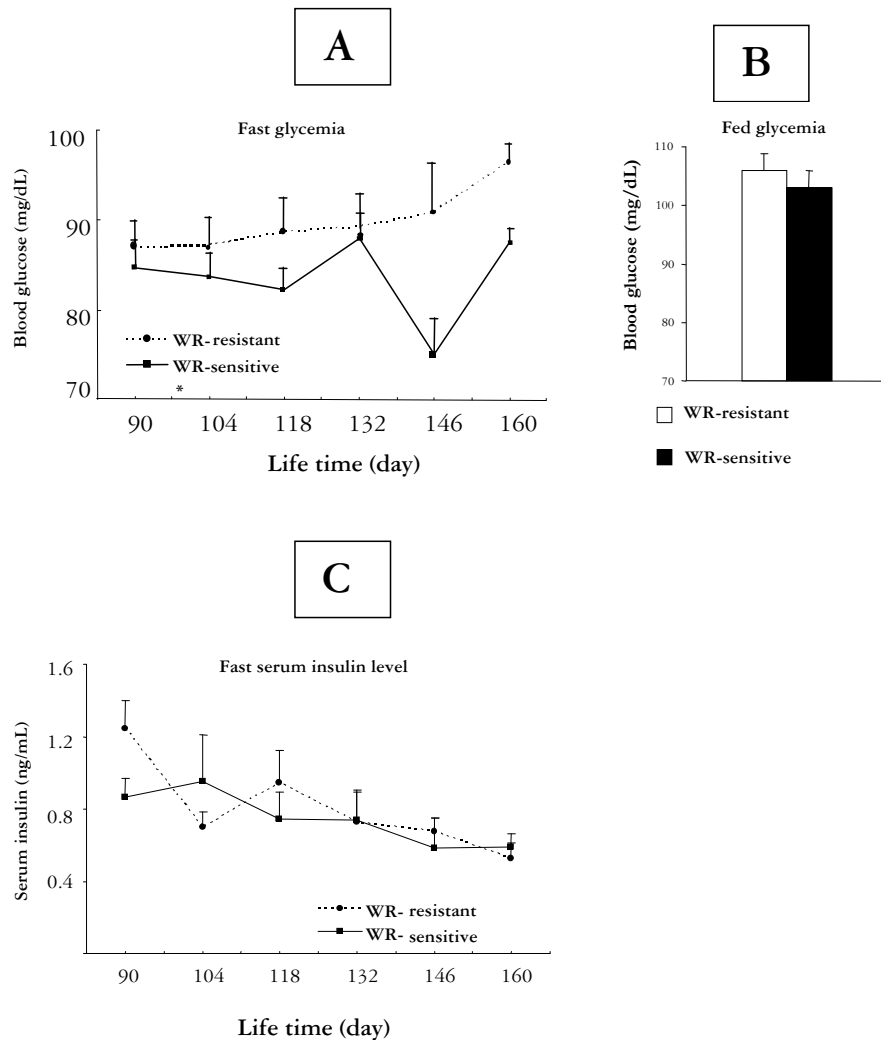 A
Fast glycemia
Blood glucose (mg/dL)
100
90
80
70
WR- resistant
WR-sensitive
*
90 104 118 132 146 160
Life time (day)
B
Fed glycemia
Blood glucose (mg/dL)
110
100
90
80
70
WR-resistant
WR-sensitive
C
Fast serum insulin level
Serum insulin (ng/mL)
1.6
1.2
0.8
0.4
WR- resistant
WR- sensitive
90 104 118 132 146 160
Life time (day)